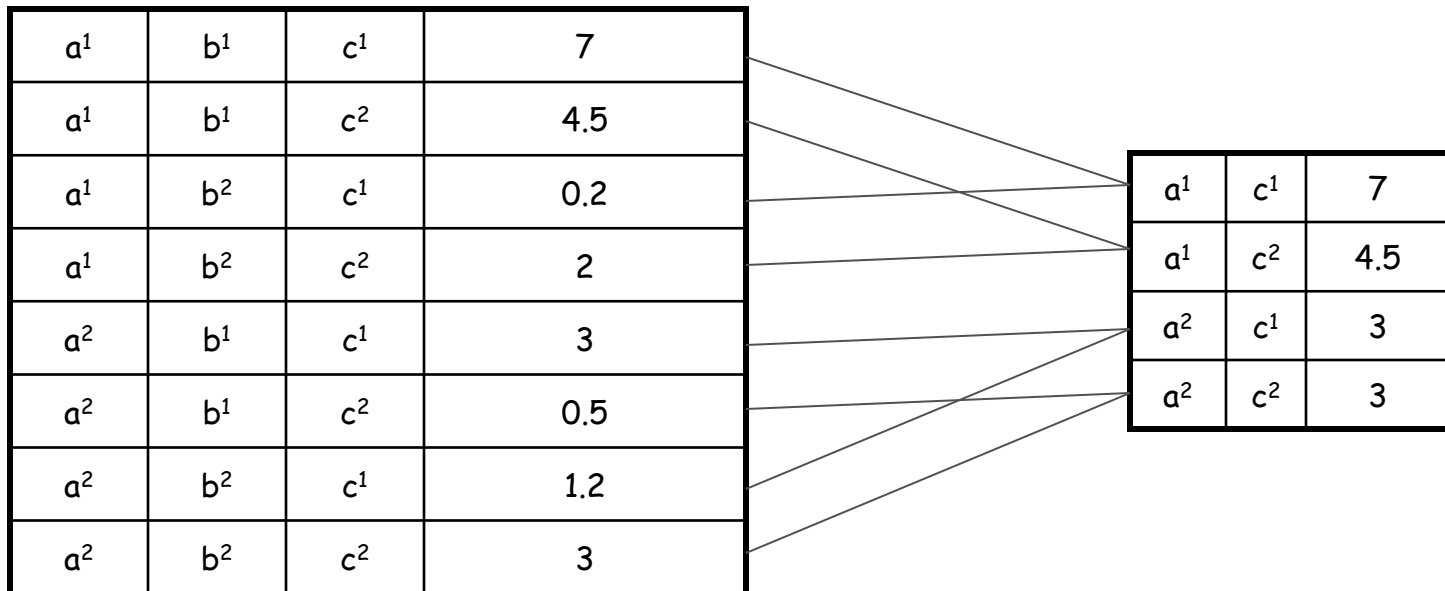 a¹ b¹ c¹ 7
a¹ b¹ c² 4.5
a¹ b² c¹ 0.2
a¹ b² c² 2
a² b¹ c¹ 3
a² b¹ c² 0.5
a² b² c¹ 1.2
a² b² c² 3
a¹ c¹ 7
a¹ c² 4.5
a² c¹ 3
a² c² 3